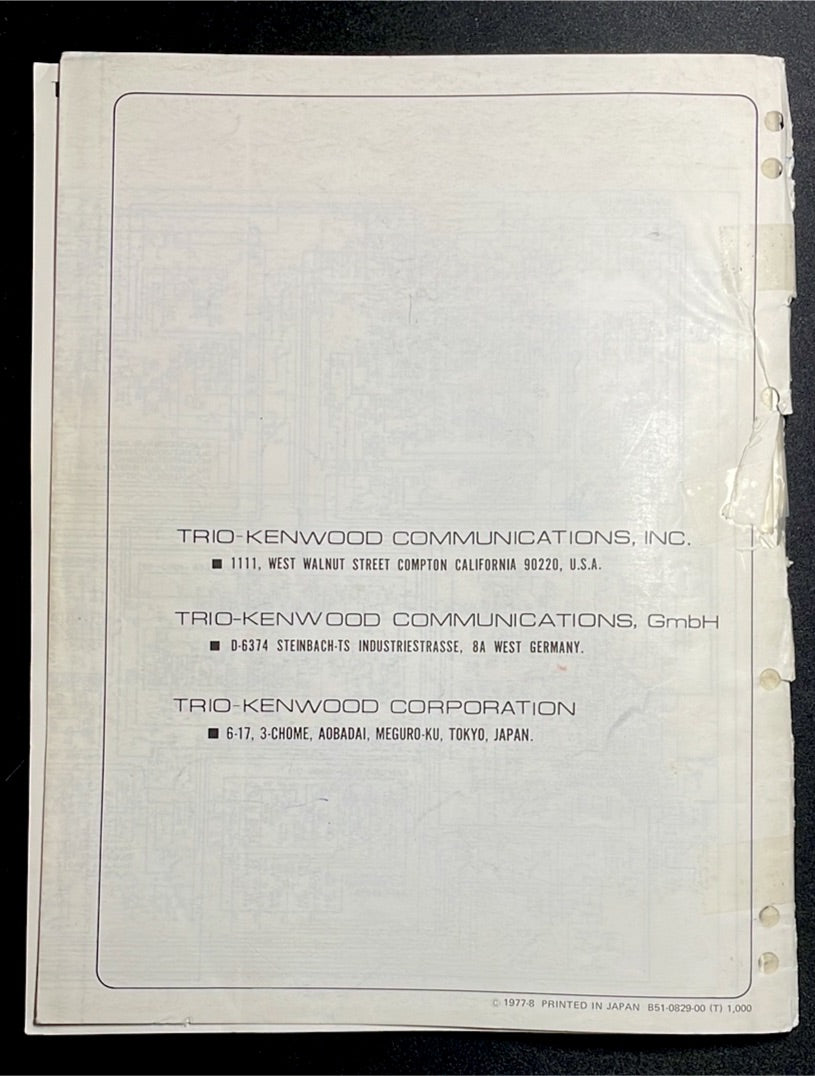 TRIO-KENWOOD COMMUNICATIONS, INC.
■ 1111, WEST WALNUT STREET COMPTON CALIFORNIA 90220, U.S.A.
TRIO-KENWOOD COMMUNICATIONS, GmbH
■ D-6374 STEINBACH-TS INDUSTRIESTRASSE, 8A WEST GERMANY.
TRIO-KENWOOD CORPORATION
■ 6-17, 3-CHOME, AOBADAI, MEGURO-KU, TOKYO, JAPAN.
© 1977-8 PRINTED IN JAPAN B51-0829-00 (T) 1,000